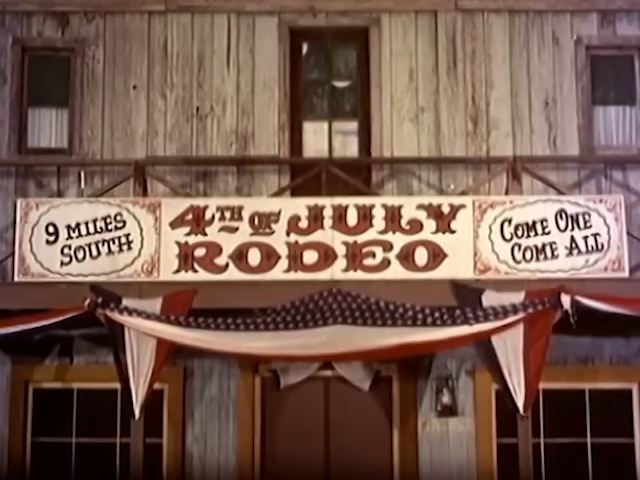 9 MILES
SOUTH
4TH OF JULY
RODEO
COME ONE
COME ALL